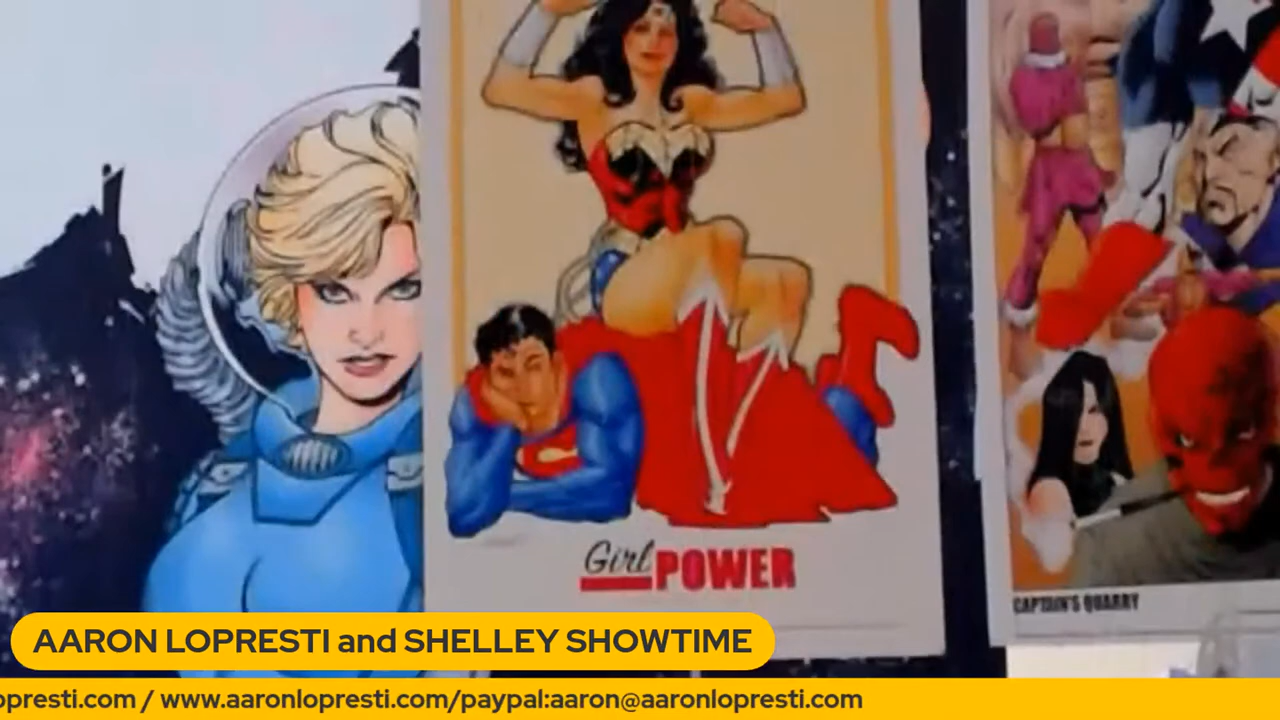 Girl POWER
CAPTAIN'S QUARRY
AARON LOPRESTI and SHELLEY SHOWTIME
opresti.com / www.aaronlopresti.com/paypal:aaron@aaronlopresti.com